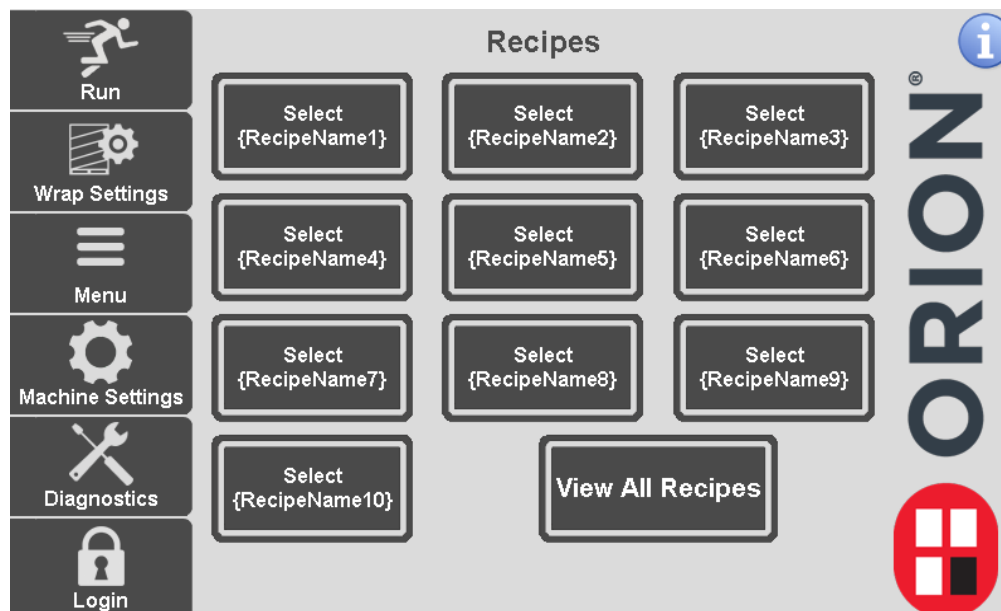 Run
Wrap Settings
Menu
Machine Settings
Diagnostics
Login
Recipes
Select
{RecipeName1}
Select
{RecipeName2}
Select
{RecipeName3}
Select
{RecipeName4}
Select
{RecipeName5}
Select
{RecipeName6}
Select
{RecipeName7}
Select
{RecipeName8}
Select
{RecipeName9}
Select
{RecipeName10}
View All Recipes
i
ORION®